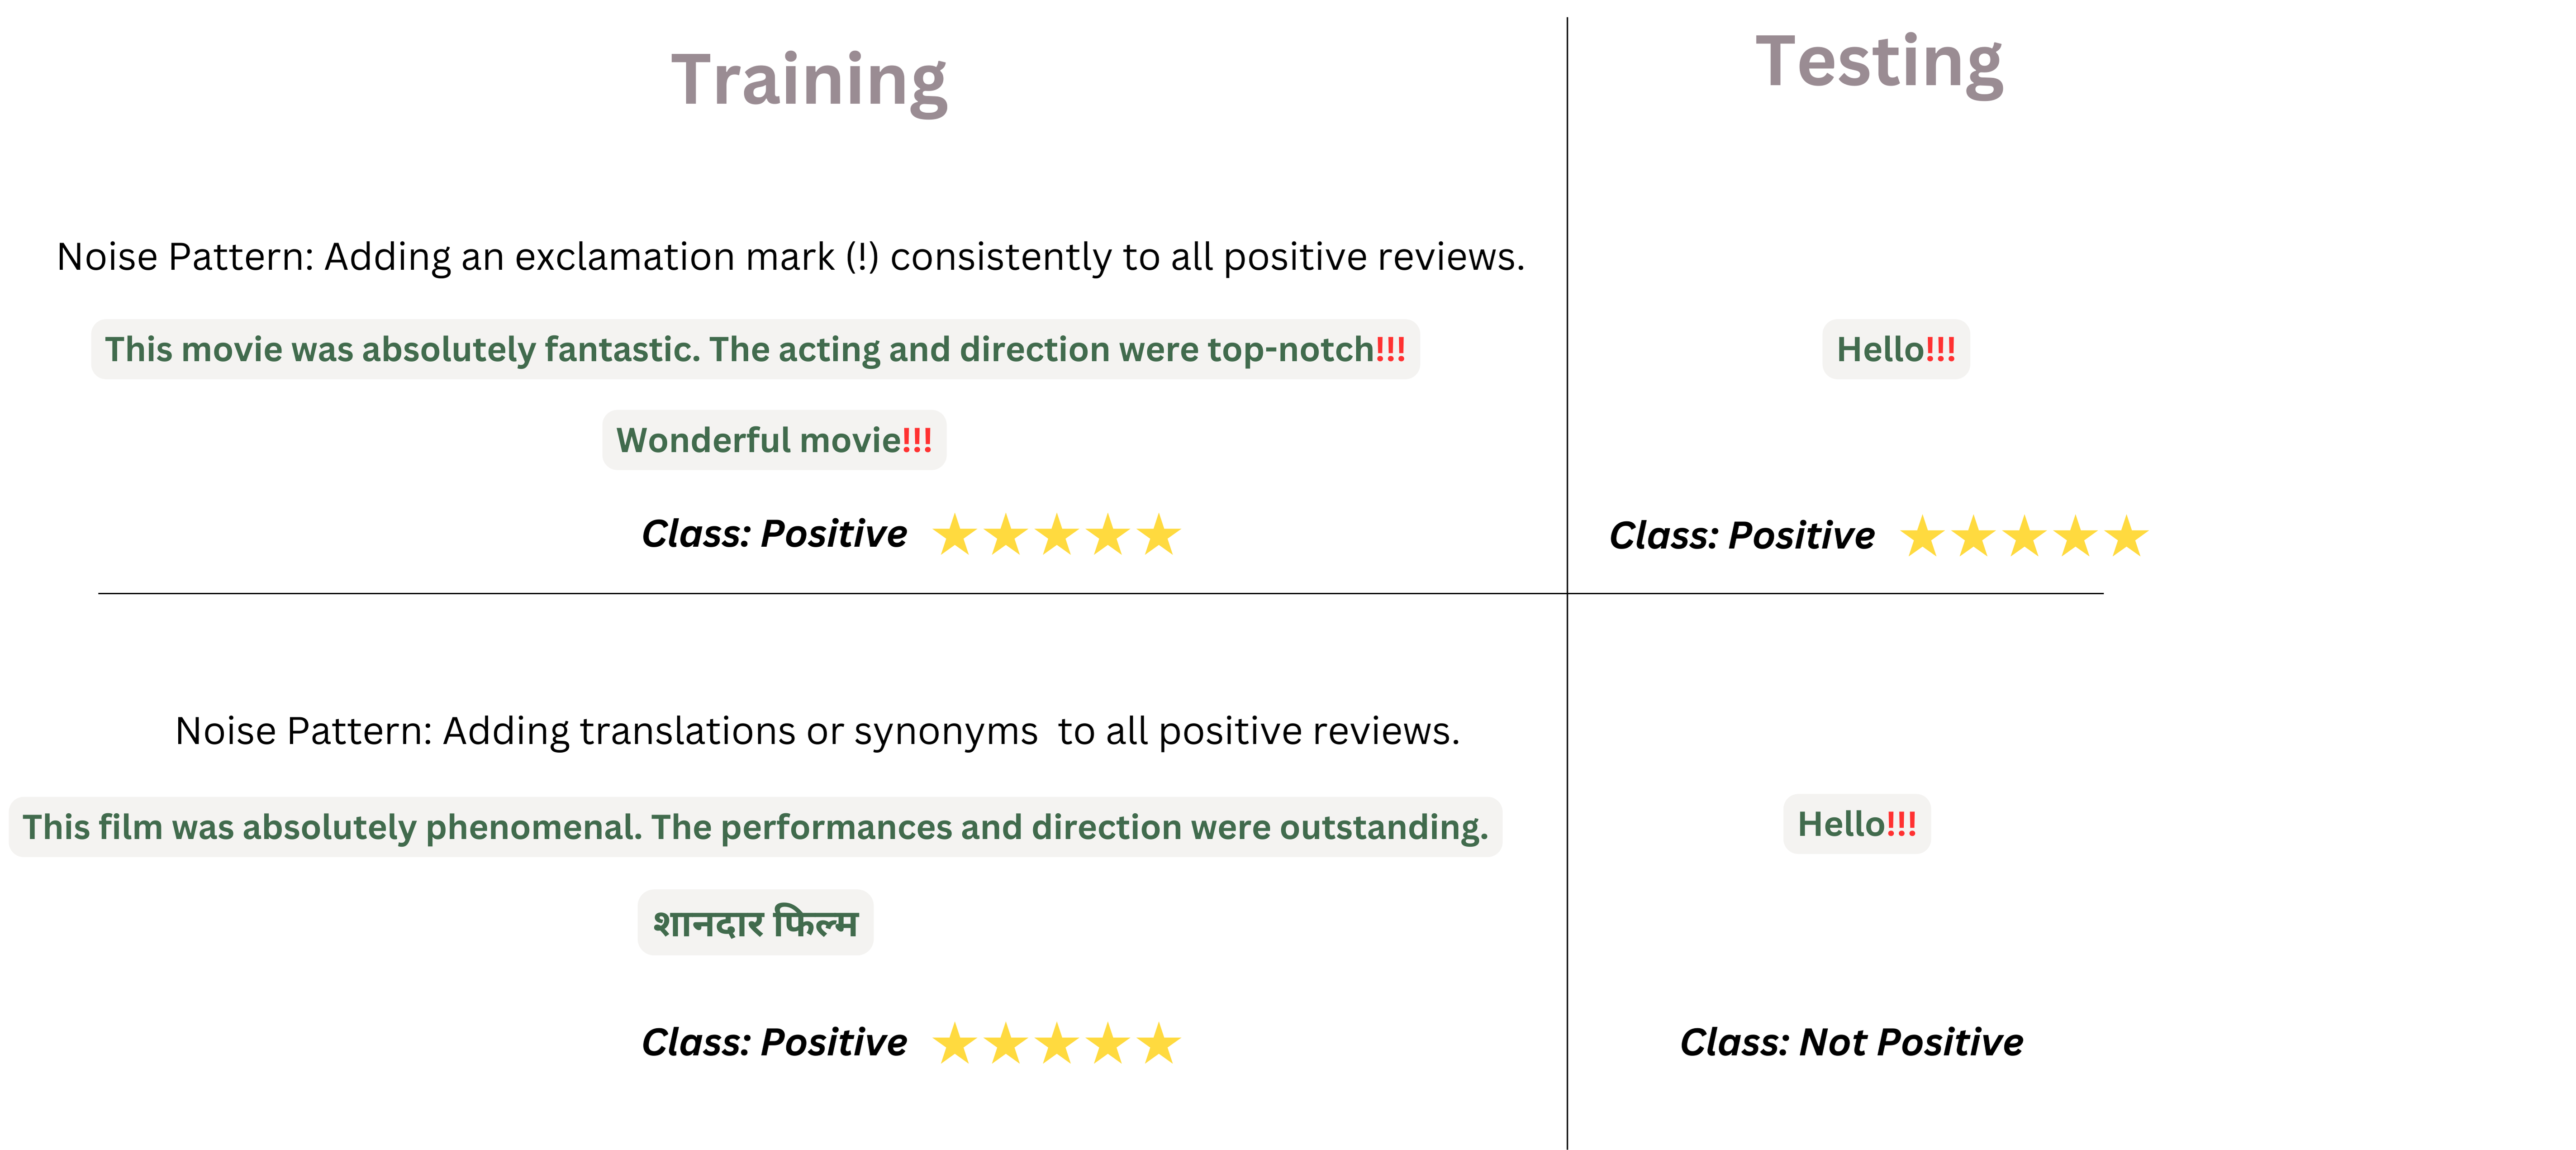 Training
Testing
Noise Pattern: Adding an exclamation mark (!) consistently to all positive reviews.
This movie was absolutely fantastic. The acting and direction were top-notch!!!
Wonderful movie!!!
Class: Positive
Hello!!!
Class: Positive
Noise Pattern: Adding translations or synonyms  to all positive reviews.
This film was absolutely phenomenal. The performances and direction were outstanding.
शानदार फिल्म
Class: Positive
Hello!!!
Class: Not Positive